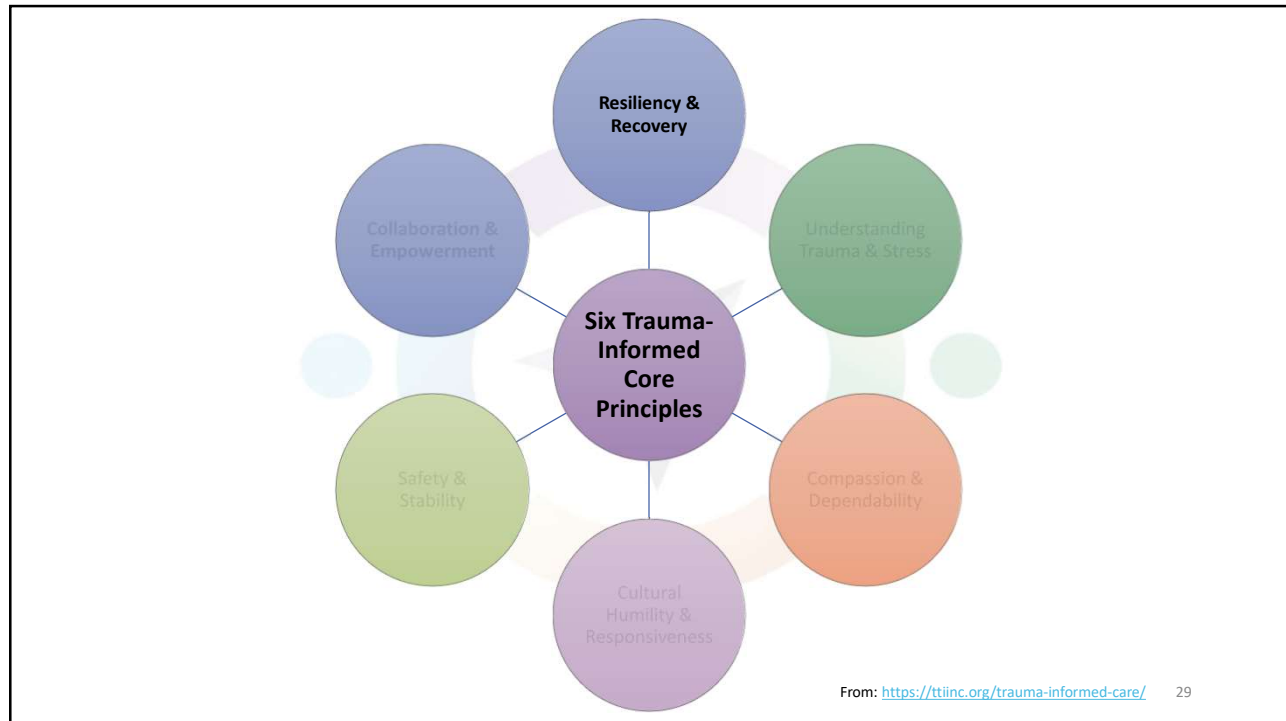 Resiliency &
Recovery
Collaboration &
Empowerment
Understanding
Trauma & Stress
Six Trauma-
Informed
Core
Principles
Safety &
Stability
Compassion &
Dependability
Cultural
Humility &
Responsiveness
From: https://ttiinc.org/trauma-informed-care/ 29